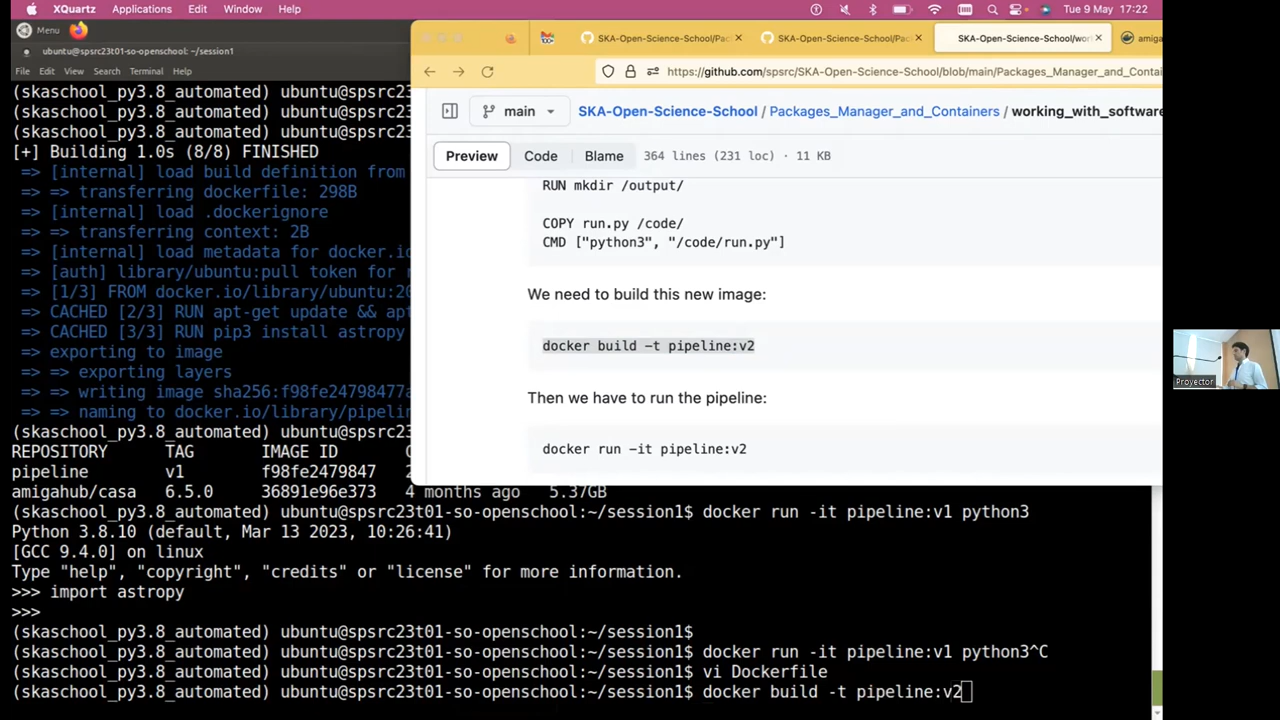 XQuartz Applications Edit Window Help
Tue 9 May 17:22
Menu
ubuntu@spsrc23t01-so-openschool: ~/session1
File Edit View Search Terminal Help
SKA-Open-Science-School/Pac
SKA-Open-Science-School/Pac
SKA-Open-Science-School/wor
amiga
https://github.com/spsrc/SKA-Open-Science-School/blob/main/Packages_Manager_and_Contai
main
SKA-Open-Science-School / Packages_Manager_and_Containers / working_with_software
Preview Code Blame 364 lines (231 loc) · 11 KB
RUN mkdir /output/
COPY run.py /code/
CMD ["python3", "/code/run.py"]
We need to build this new image:
docker build -t pipeline:v2
Then we have to run the pipeline:
docker run -it pipeline:v2
Proyector
(skaschool_py3.8_automated) ubuntu@spsrc23
(skaschool_py3.8_automated) ubuntu@spsrc23
(skaschool_py3.8_automated) ubuntu@spsrc23
[+] Building 1.0s (8/8) FINISHED
=> [internal] load build definition from
=> => transferring dockerfile: 298B
=> [internal] load .dockerignore
=> => transferring context: 2B
=> [internal] load metadata for docker.io
=> [auth] library/ubuntu:pull token for r
=> [1/3] FROM docker.io/library/ubuntu:20
=> CACHED [2/3] RUN apt-get update && apt
=> CACHED [3/3] RUN pip3 install astropy
=> exporting to image
=> => exporting layers
=> => writing image sha256:f98fe24798477a
=> => naming to docker.io/library/pipelin
(skaschool_py3.8_automated) ubuntu@spsrc23
REPOSITORY TAG IMAGE ID C
pipeline v1 f98fe2479847 2
amigahub/casa 6.5.0 36891e96e373 4 months ago 5.37GB
(skaschool_py3.8_automated) ubuntu@spsrc23t01-so-openschool:~/session1$ docker run -it pipeline:v1 python3
Python 3.8.10 (default, Mar 13 2023, 10:26:41)
[GCC 9.4.0] on linux
Type "help", "copyright", "credits" or "license" for more information.
>>> import astropy
>>>
(skaschool_py3.8_automated) ubuntu@spsrc23t01-so-openschool:~/session1$
(skaschool_py3.8_automated) ubuntu@spsrc23t01-so-openschool:~/session1$ docker run -it pipeline:v1 python3^C
(skaschool_py3.8_automated) ubuntu@spsrc23t01-so-openschool:~/session1$ vi Dockerfile
(skaschool_py3.8_automated) ubuntu@spsrc23t01-so-openschool:~/session1$ docker build -t pipeline:v2